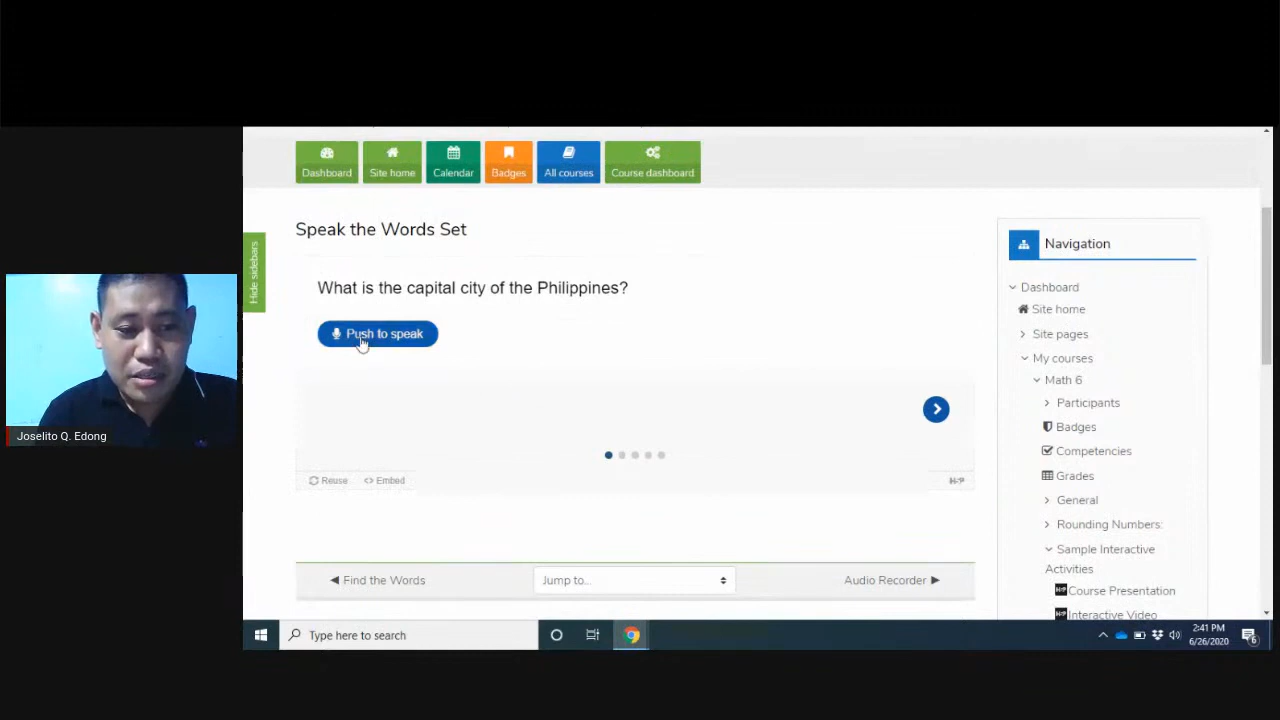 Dashboard
Site home
Calendar
Badges
All courses
Course dashboard
Hide sidebars
Speak the Words Set
What is the capital city of the Philippines?
Push to speak
Reuse
<> Embed
H-P
◀ Find the Words
Jump to...
Audio Recorder ▶
Navigation
Dashboard
Site home
Site pages
My courses
Math 6
Participants
Badges
Competencies
Grades
General
Rounding Numbers:
Sample Interactive
Activities
Course Presentation
Interactive Video
Joselito Q. Edong
Type here to search
2:41 PM
6/26/2020
6